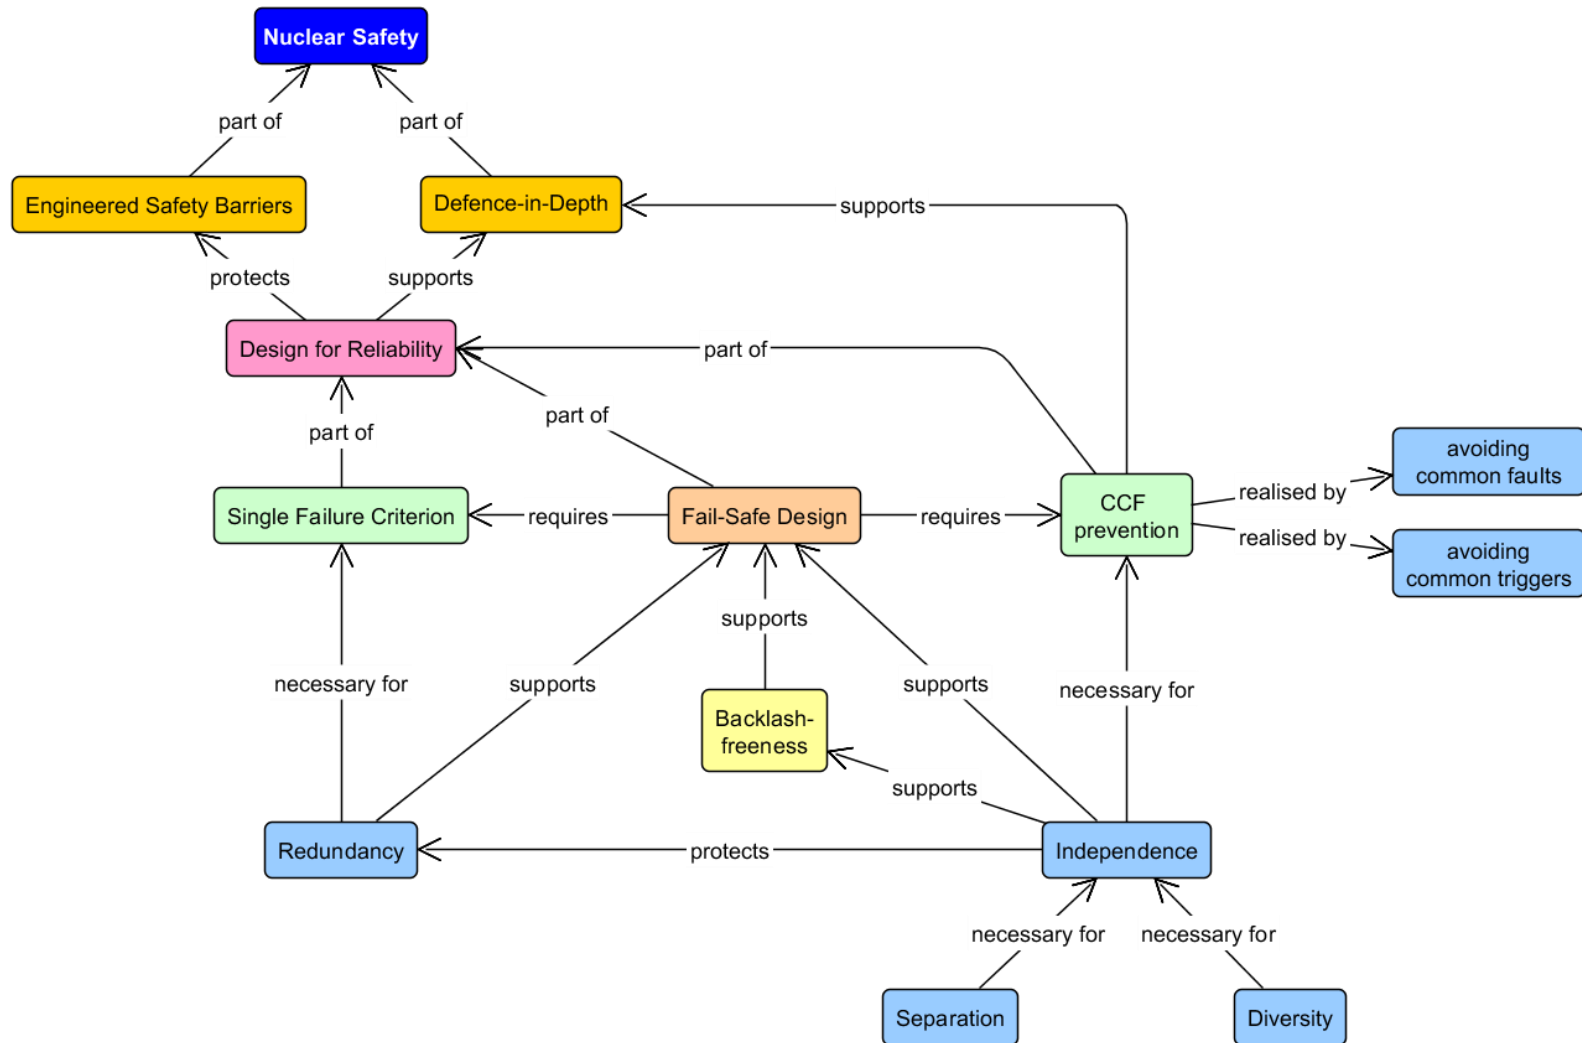 Nuclear Safety
part of
part of
Engineered Safety Barriers
Defence-in-Depth
supports
protects
supports
Design for Reliability
part of
part of
part of
avoiding
common faults
Single Failure Criterion
requires
Fail-Safe Design
requires
CCF
prevention
realised by
realised by
avoiding
common triggers
supports
necessary for
supports
supports
necessary for
Backlash-
freeness
supports
Redundancy
protects
Independence
necessary for
necessary for
Separation
Diversity